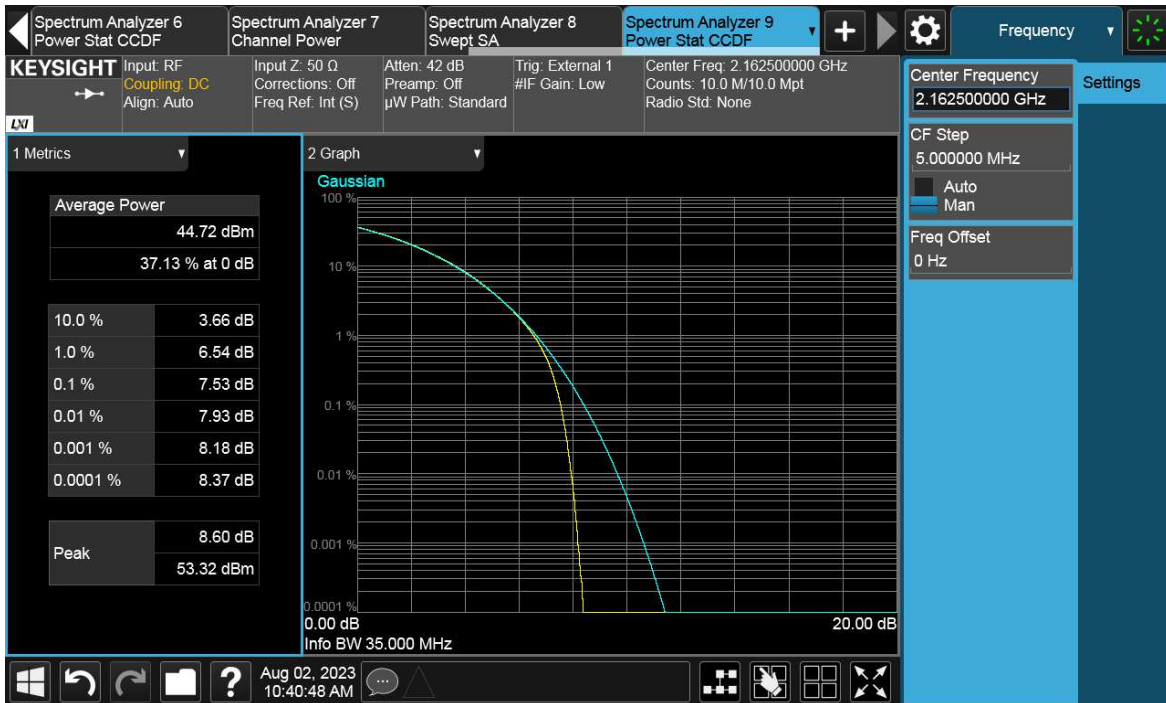 Spectrum Analyzer 6
Power Stat CCDF
Spectrum Analyzer 7
Channel Power
Spectrum Analyzer 8
Swept SA
Spectrum Analyzer 9
Power Stat CCDF
+
Frequency
KEYSIGHT
LXI
Input: RF
Coupling: DC
Align: Auto
Input Z: 50 Ω
Corrections: Off
Freq Ref: Int (S)
Atten: 42 dB
Preamp: Off
µW Path: Standard
Trig: External 1
#IF Gain: Low
Center Freq: 2.162500000 GHz
Counts: 10.0 M/10.0 Mpt
Radio Std: None
Center Frequency
2.162500000 GHz
Settings
CF Step
5.000000 MHz
Auto
Man
Freq Offset
0 Hz
1 Metrics
Average Power
44.72 dBm
37.13 % at 0 dB
10.0 % 3.66 dB
1.0 % 6.54 dB
0.1 % 7.53 dB
0.01 % 7.93 dB
0.001 % 8.18 dB
0.0001 % 8.37 dB
Peak
8.60 dB
53.32 dBm
2 Graph
Gaussian
100 %
10 %
1 %
0.1 %
0.01 %
0.001 %
0.0001 %
0.00 dB 20.00 dB
Info BW 35.000 MHz
?
Aug 02, 2023
10:40:48 AM